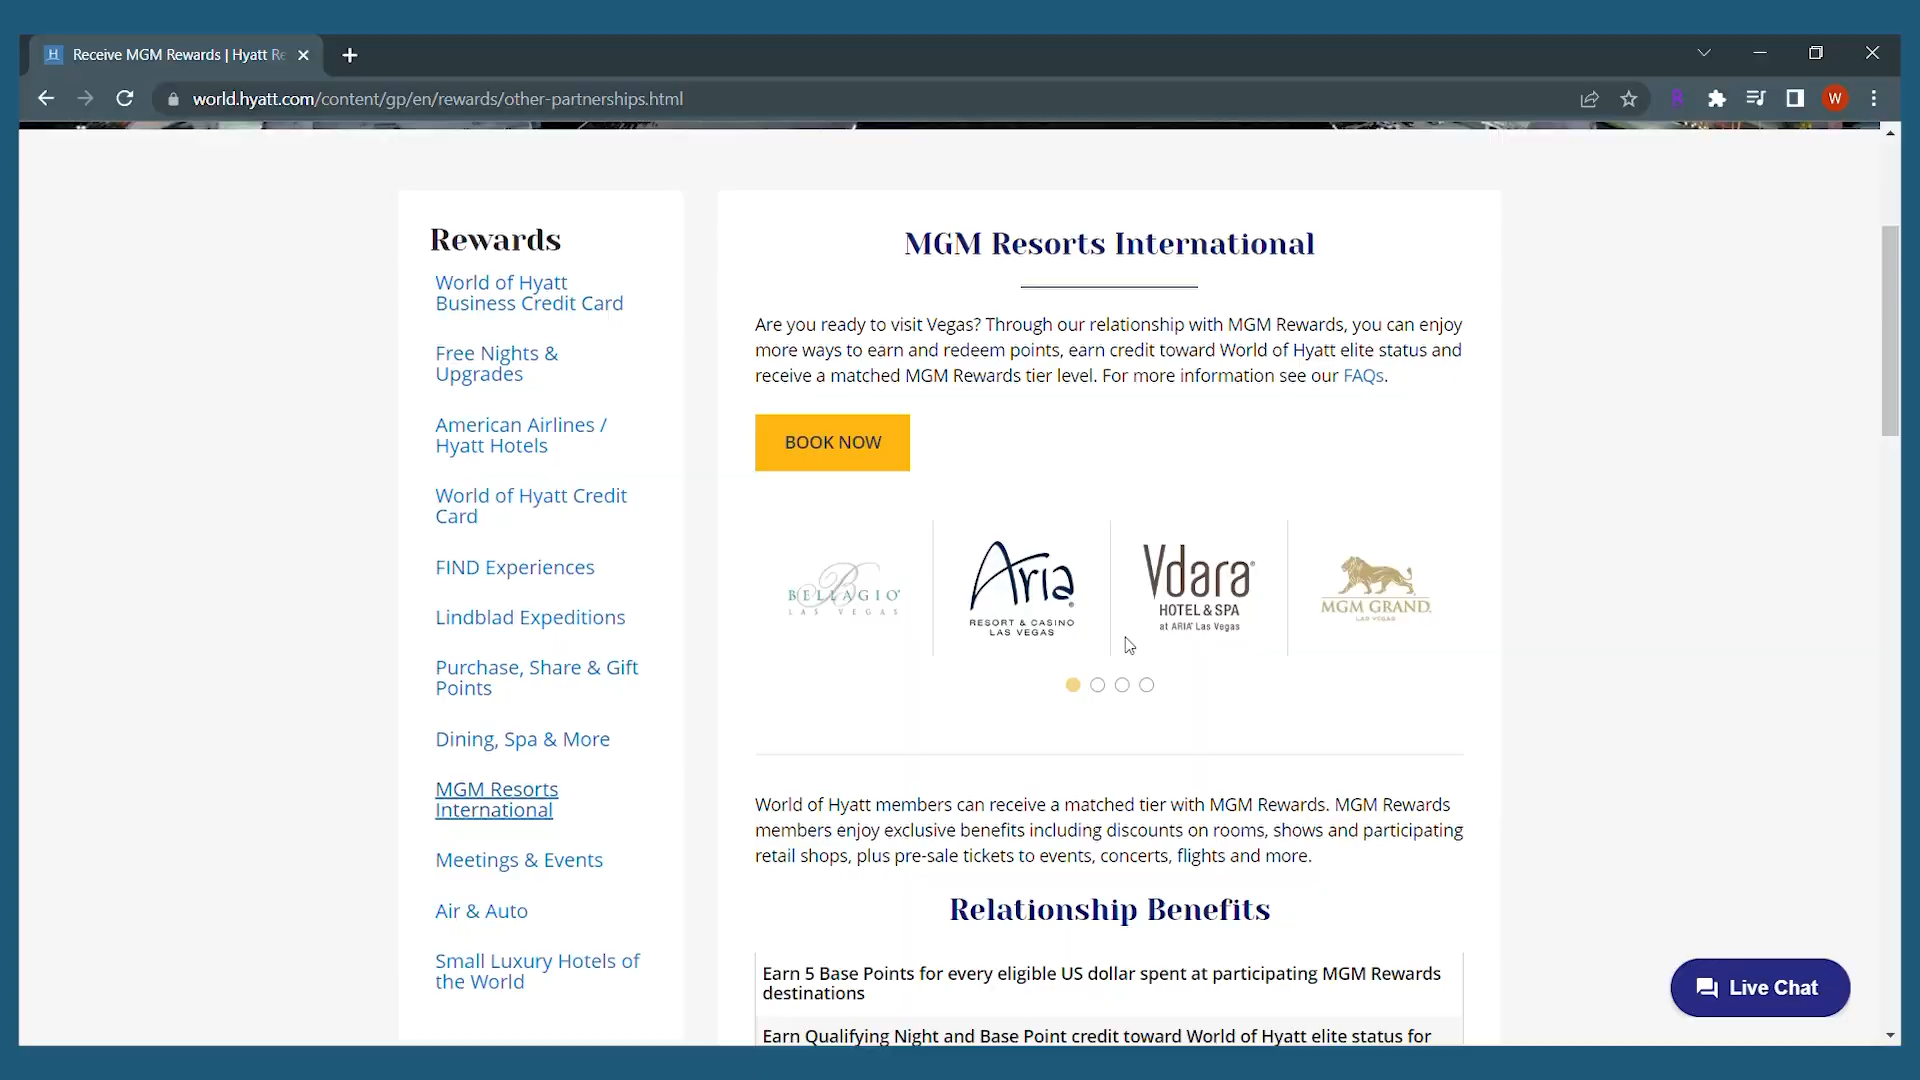 Receive MGM Rewards | Hyatt Re
world.hyatt.com/content/gp/en/rewards/other-partnerships.html
W
Rewards
World of Hyatt
Business Credit Card
Free Nights &
Upgrades
American Airlines /
Hyatt Hotels
World of Hyatt Credit
Card
FIND Experiences
Lindblad Expeditions
Purchase, Share & Gift
Points
Dining, Spa & More
MGM Resorts
International
Meetings & Events
Air & Auto
Small Luxury Hotels of
the World
MGM Resorts International
Are you ready to visit Vegas? Through our relationship with MGM Rewards, you can enjoy
more ways to earn and redeem points, earn credit toward World of Hyatt elite status and
receive a matched MGM Rewards tier level. For more information see our FAQs.
BOOK NOW
B
BELLAGIO®
LAS VEGAS
Aria®
RESORT & CASINO
LAS VEGAS
Vdara®
HOTEL & SPA
at ARIA® Las Vegas
MGM GRAND
LAS VEGAS
World of Hyatt members can receive a matched tier with MGM Rewards. MGM Rewards
members enjoy exclusive benefits including discounts on rooms, shows and participating
retail shops, plus pre-sale tickets to events, concerts, flights and more.
Relationship Benefits
Earn 5 Base Points for every eligible US dollar spent at participating MGM Rewards
destinations
Earn Qualifying Night and Base Point credit toward World of Hyatt elite status for
Live Chat